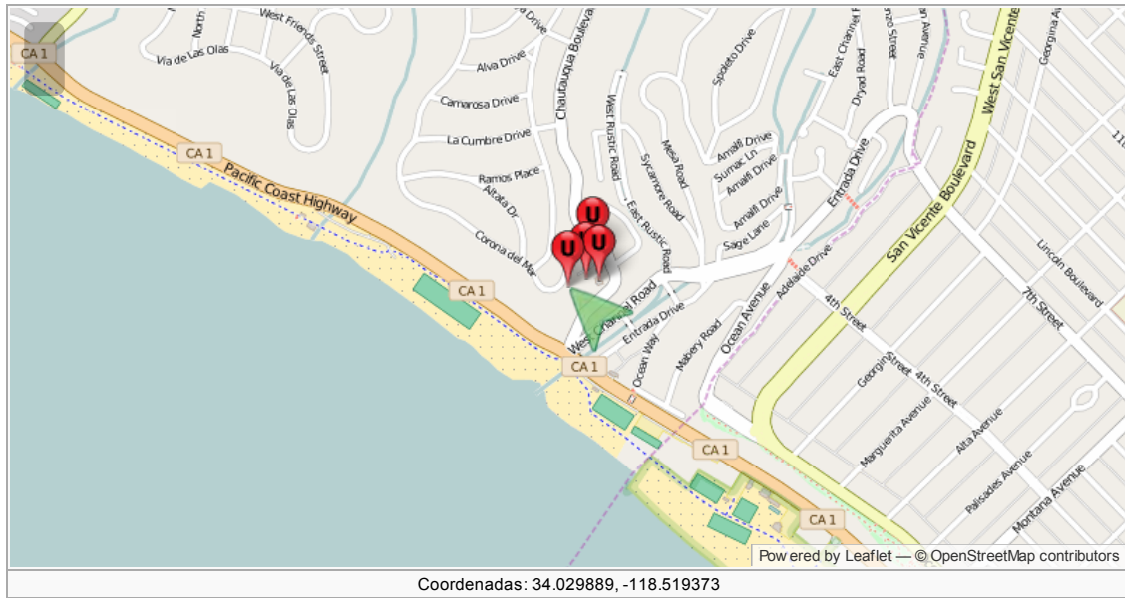 West Friends Street
North
Chautauqua Bouleva
Spoleto Drive
East Channel
Dryad Road
West San Vicente
CA 1
Via de Las Olas
Via de Las Olas
Alva Drive
Camarosa Drive
La Cumbre Drive
West Rustic Road
Mesa Road
Sycamore Road
Amalfi Drive
Sumac Ln
Amalfi Drive
Entrada Drive
CA 1
Pacific Coast Highway
Ramos Place
Altata Dr
Amalfi Drive
Sage Lane
San Vicente Boulevard
U
U
U
Corona del Mar
East Rustic Road
Adelaide Drive
Lincoln Boulevard
7th Street
CA 1
West Channel Road
Entrada Drive
Ocean Avenue
4th Street
Mabery Road
Ocean Way
CA 1
4th Street
Marguerita Avenue
Alta Avenue
CA 1
Palisades Avenue
Montana Avenue
CA 1
Powered by Leaflet — © OpenStreetMap contributors
Coordenadas: 34.029889, -118.519373